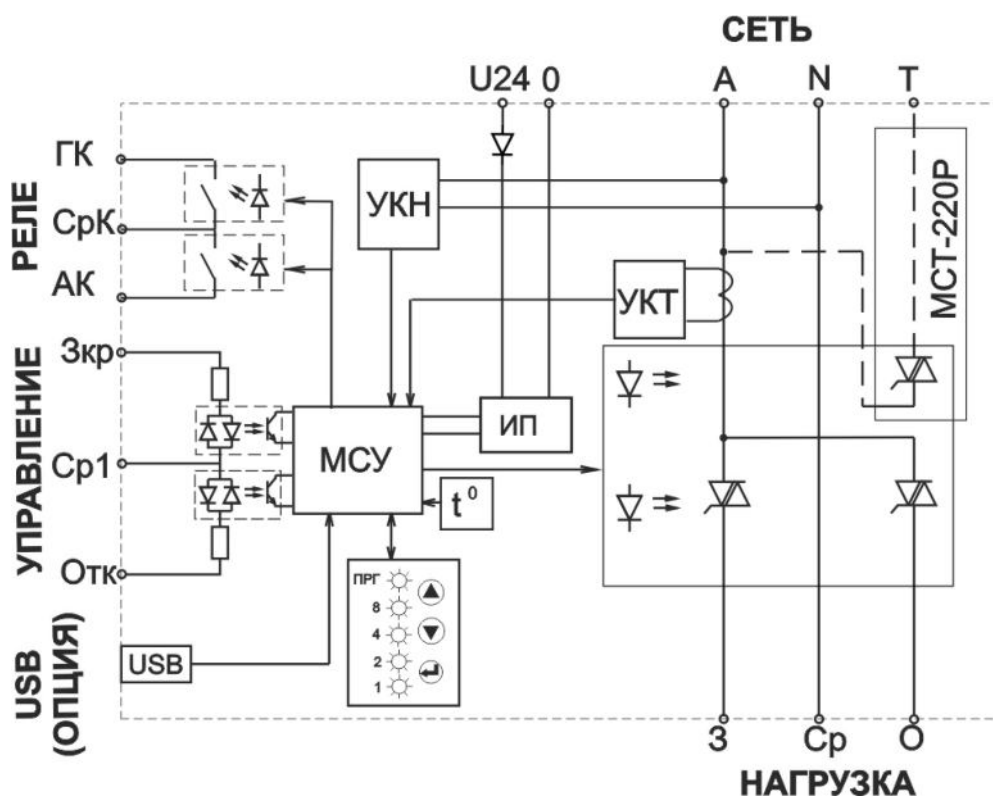 СЕТЬ
U24 0 A N T
ГК
СрК
АК
РЕЛЕ
УКН
МСТ-220Р
УКТ
Зкр
Ср1
Отк
УПРАВЛЕНИЕ
МСУ
ИП
t⁰
ПРГ
8
4
2
1
USB
(ОПЦИЯ)
USB
З Ср О
НАГРУЗКА